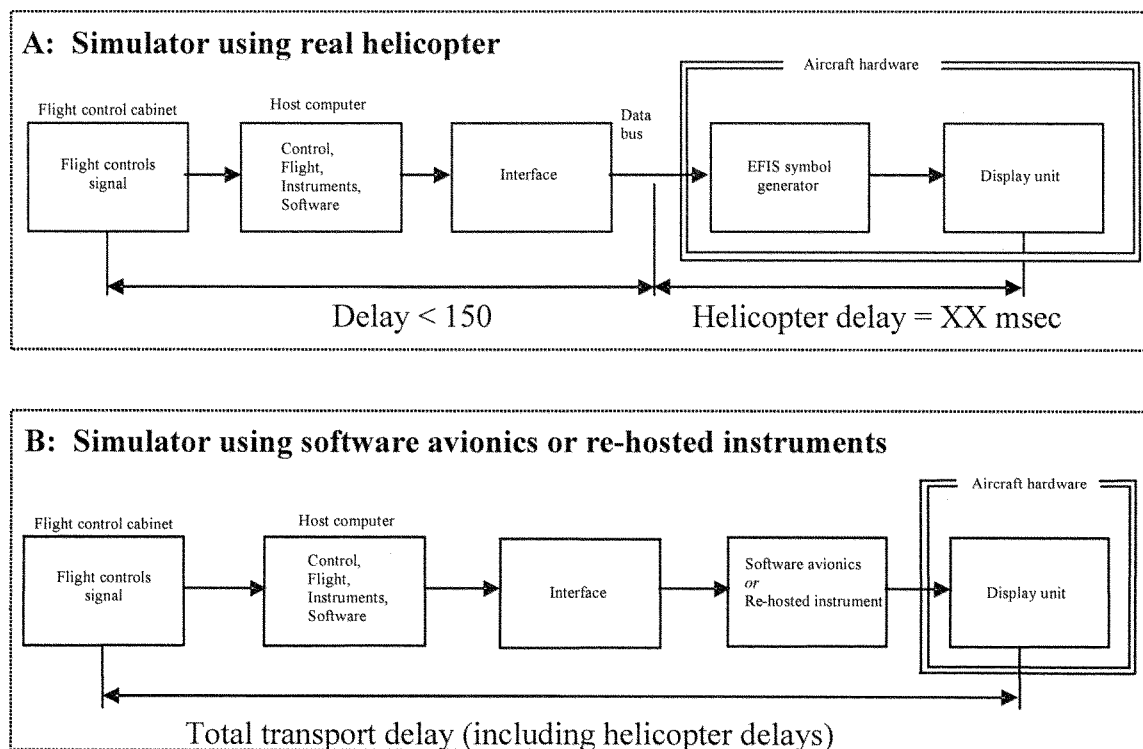 A: Simulator using real helicopter
Aircraft hardware
Flight control cabinet
Host computer
Data
bus
Flight controls
signal
Control,
Flight,
Instruments,
Software
Interface
EFIS symbol
generator
Display unit
Delay < 150
Helicopter delay = XX msec
B: Simulator using software avionics or re-hosted instruments
Aircraft hardware
Flight control cabinet
Host computer
Flight controls
signal
Control,
Flight,
Instruments,
Software
Interface
Software avionics
or
Re-hosted instrument
Display unit
Total transport delay (including helicopter delays)